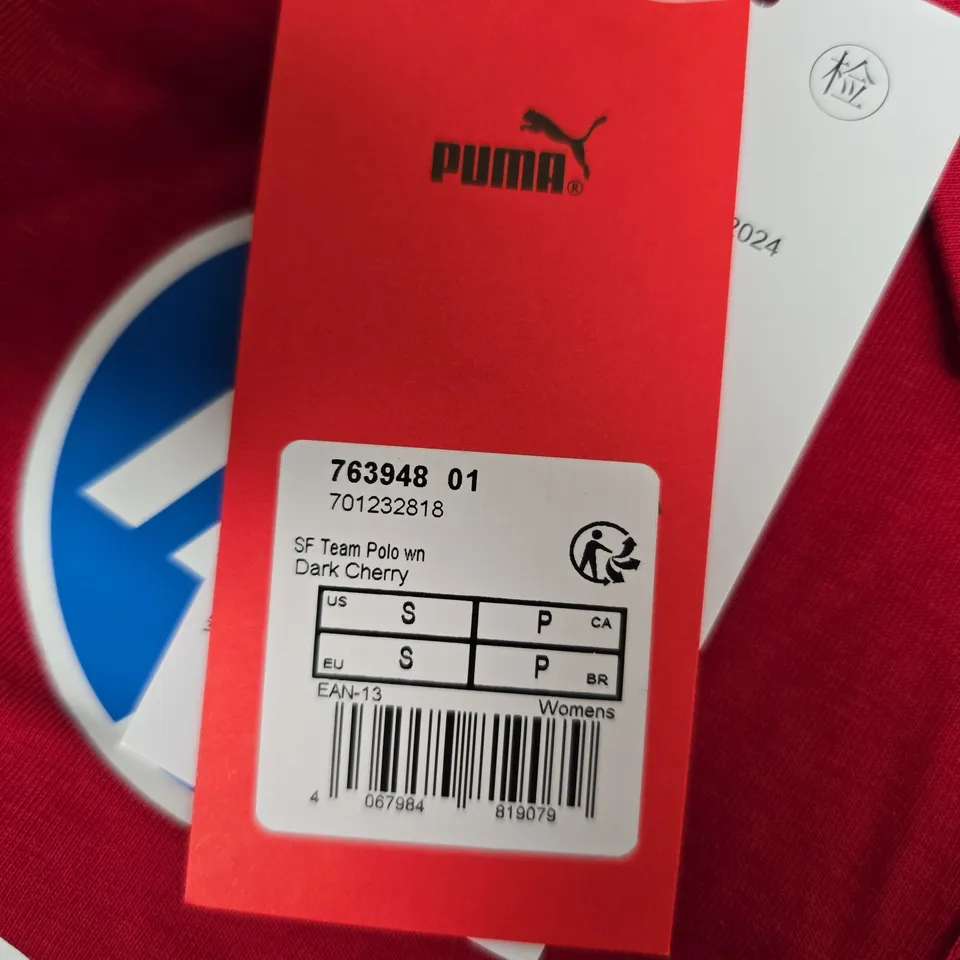 检
PUMA®
2024
763948 01
701232818
SF Team Polo wn
Dark Cherry
US S P CA
EU S P BR
EAN-13
Womens
4 067984 819079